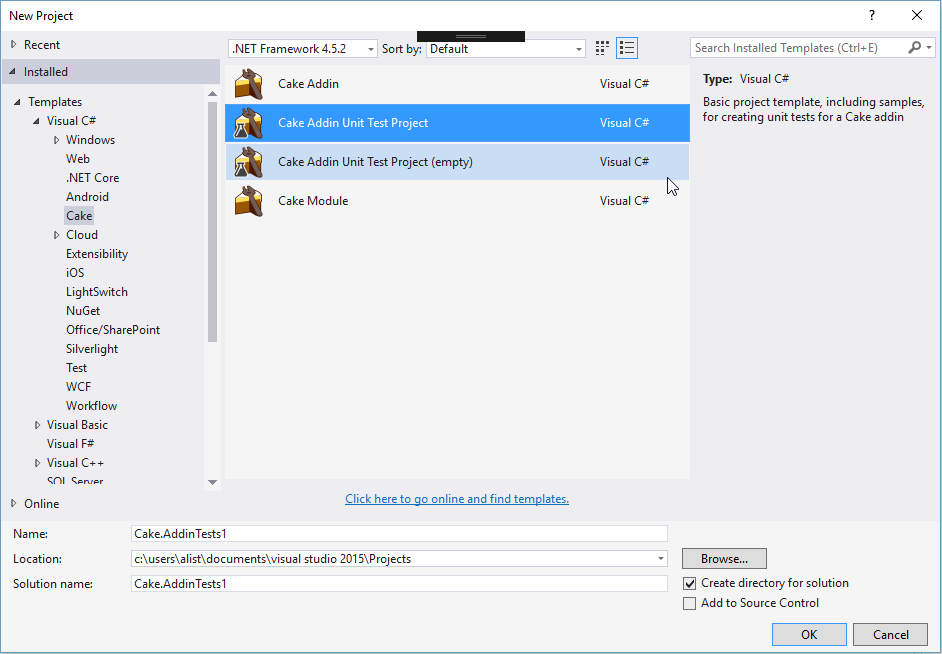 New Project
?
Recent
Installed
Templates
Visual C#
Windows
Web
.NET Core
Android
Cake
Cloud
Extensibility
iOS
LightSwitch
NuGet
Office/SharePoint
Silverlight
Test
WCF
Workflow
Visual Basic
Visual F#
Visual C++
SQL Server
Online
.NET Framework 4.5.2
Sort by: Default
Cake Addin Visual C#
Cake Addin Unit Test Project Visual C#
Cake Addin Unit Test Project (empty) Visual C#
Cake Module Visual C#
Click here to go online and find templates.
Search Installed Templates (Ctrl+E)
Type: Visual C#
Basic project template, including samples,
for creating unit tests for a Cake addin
Name: Cake.AddinTests1
Location: c:\users\alist\documents\visual studio 2015\Projects
Browse...
Solution name: Cake.AddinTests1
Create directory for solution
Add to Source Control
OK Cancel